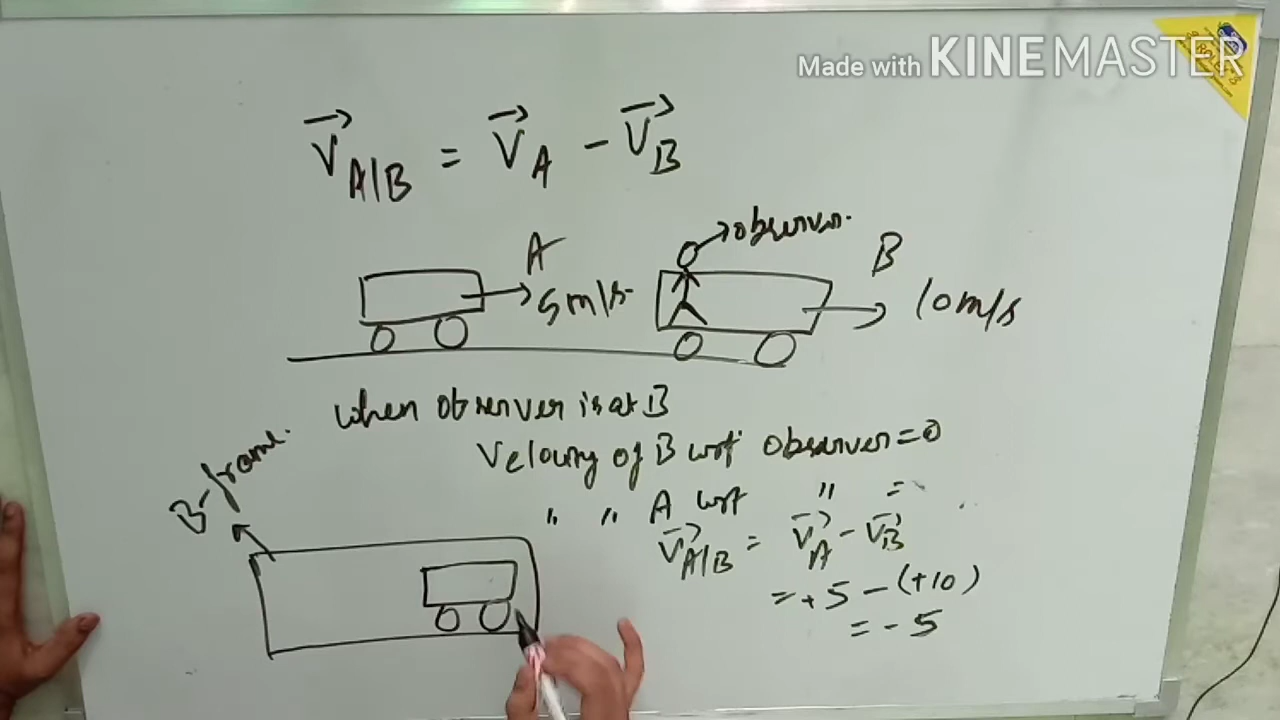 Made with KINEMASTER
V⃗A|B = V⃗A - V⃗B
observer.
A
B
5m/s
10m/s
When observer is at B
Velocity of B wrt observer = 0
" " A wrt " =
V⃗A|B = V⃗A - V⃗B
= +5 - (+10)
= -5
B-frame.